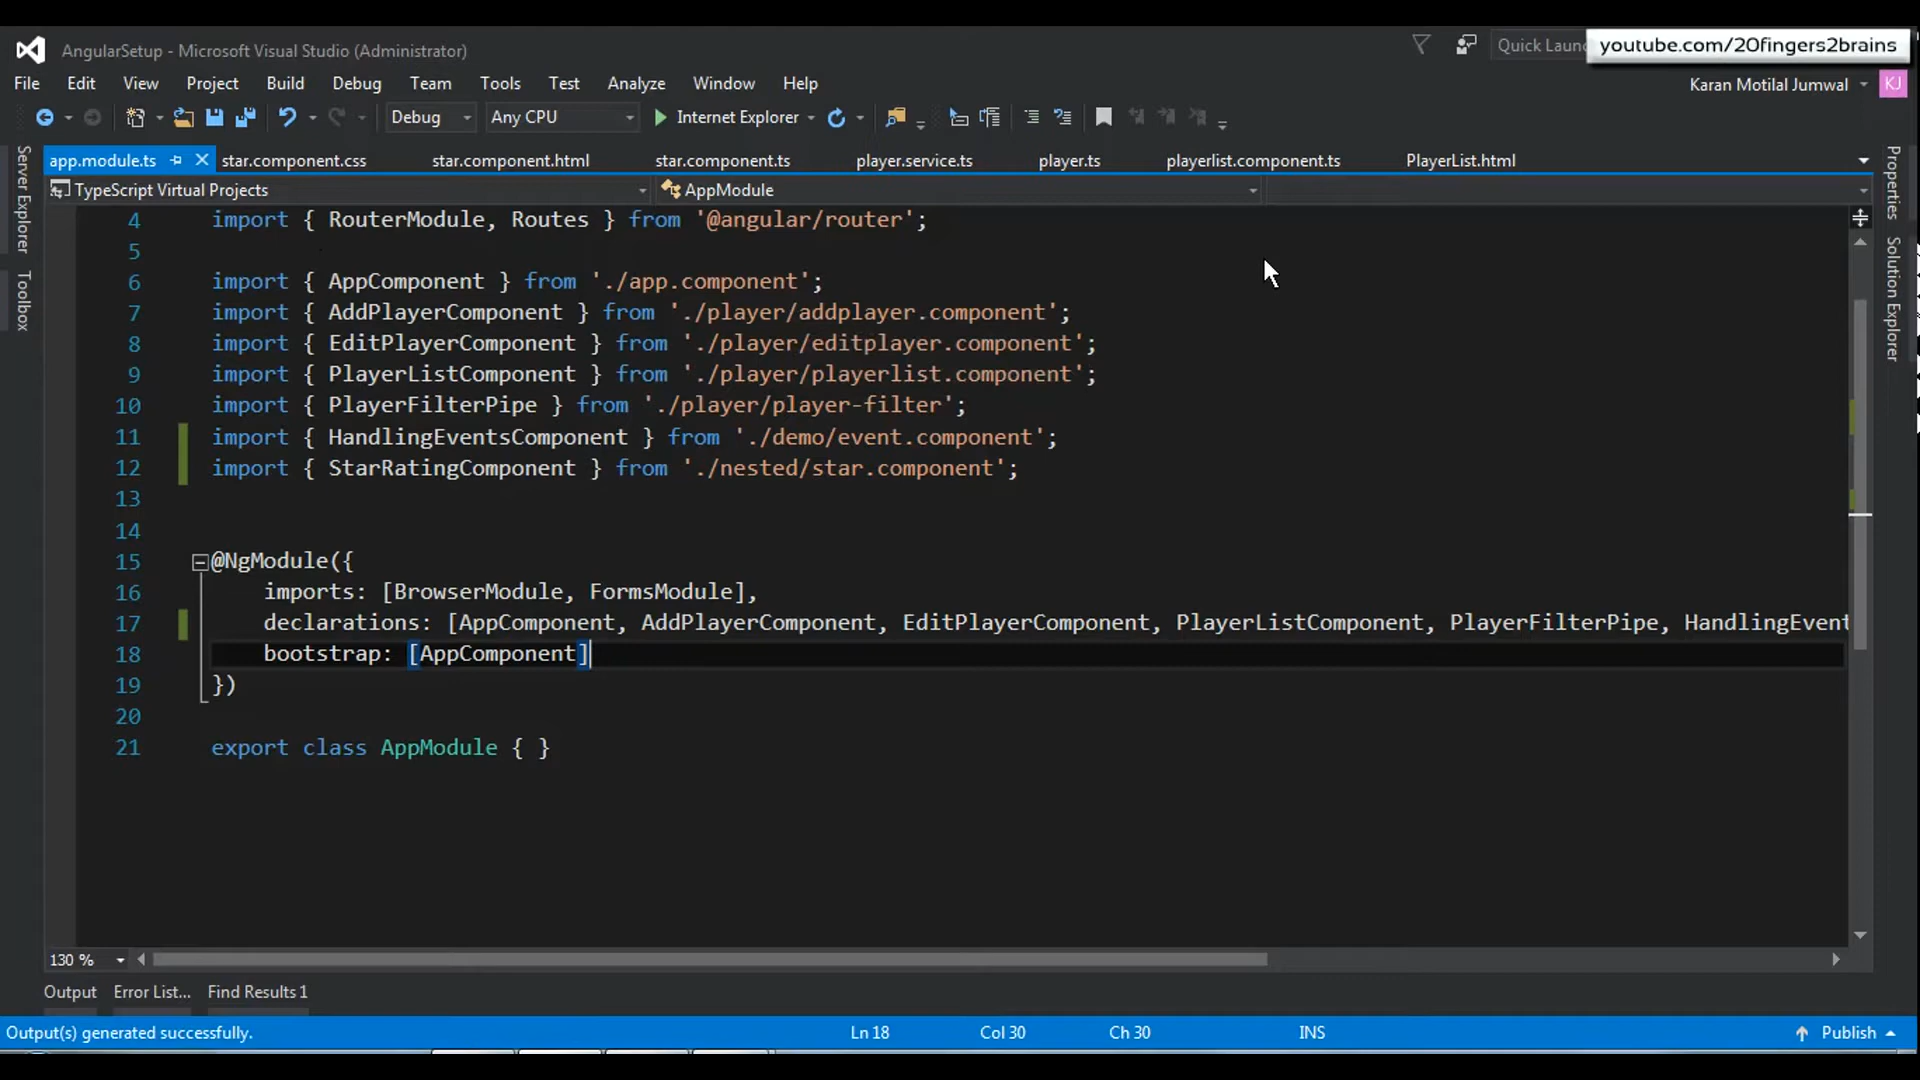 AngularSetup - Microsoft Visual Studio (Administrator)
Quick Laun
youtube.com/20fingers2brains
File Edit View Project Build Debug Team Tools Test Analyze Window Help
Karan Motilal Jumwal KJ
Debug Any CPU Internet Explorer
app.module.ts star.component.css star.component.html star.component.ts player.service.ts player.ts playerlist.component.ts PlayerList.html
TypeScript Virtual Projects AppModule
Server Explorer
Toolbox
Properties
Solution Explorer
4 import { RouterModule, Routes } from '@angular/router';
5
6 import { AppComponent } from './app.component';
7 import { AddPlayerComponent } from './player/addplayer.component';
8 import { EditPlayerComponent } from './player/editplayer.component';
9 import { PlayerListComponent } from './player/playerlist.component';
10 import { PlayerFilterPipe } from './player/player-filter';
11 import { HandlingEventsComponent } from './demo/event.component';
12 import { StarRatingComponent } from './nested/star.component';
13
14
15 @NgModule({
16 imports: [BrowserModule, FormsModule],
17 declarations: [AppComponent, AddPlayerComponent, EditPlayerComponent, PlayerListComponent, PlayerFilterPipe, HandlingEvent
18 bootstrap: [AppComponent]
19 })
20
21 export class AppModule { }
130 %
Output Error List... Find Results 1
Output(s) generated successfully. Ln 18 Col 30 Ch 30 INS Publish